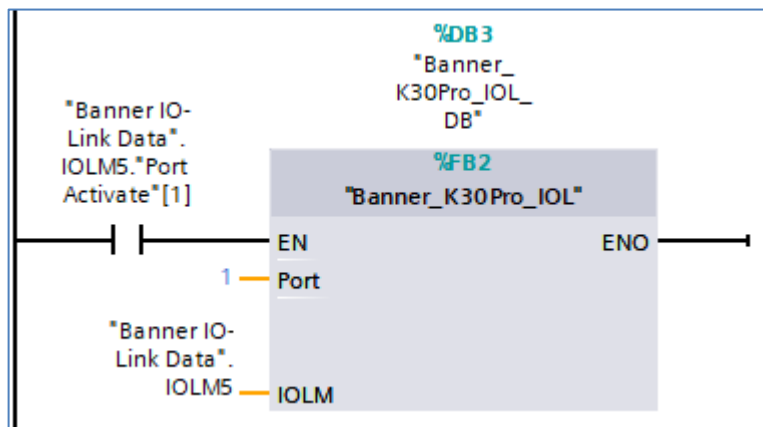 %DB3
"Banner_
K30Pro_IOL_
DB"
"Banner IO-
Link Data".
IOLM5."Port
Activate"[1]
%FB2
"Banner_K30Pro_IOL"
EN
ENO
1
Port
"Banner IO-
Link Data".
IOLM5
IOLM